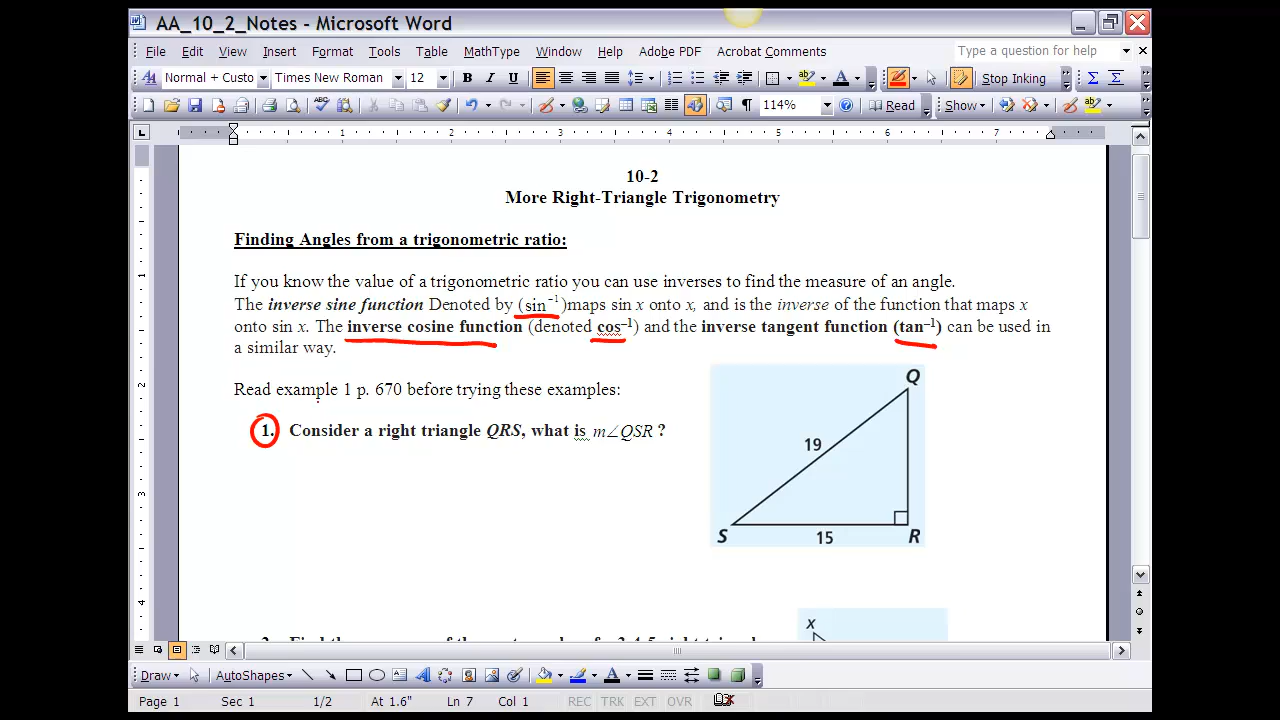 AA_10_2_Notes - Microsoft Word
File Edit View Insert Format Tools Table MathType Window Help Adobe PDF Acrobat Comments Type a question for help
Normal + Custo Times New Roman 12 B I U A Stop Inking Σ Σ
114% Read Show
1 2 3 4 5 6 7
10-2
More Right-Triangle Trigonometry
Finding Angles from a trigonometric ratio:
If you know the value of a trigonometric ratio you can use inverses to find the measure of an angle.
The inverse sine function Denoted by (sin⁻¹)maps sin x onto x, and is the inverse of the function that maps x
onto sin x. The inverse cosine function (denoted cos⁻¹) and the inverse tangent function (tan⁻¹) can be used in
a similar way.
Read example 1 p. 670 before trying these examples:
1. Consider a right triangle QRS, what is m∠QSR ?
Q
19
S
15
R
x
Draw AutoShapes A
Page 1 Sec 1 1/2 At 1.6" Ln 7 Col 1 REC TRK EXT OVR